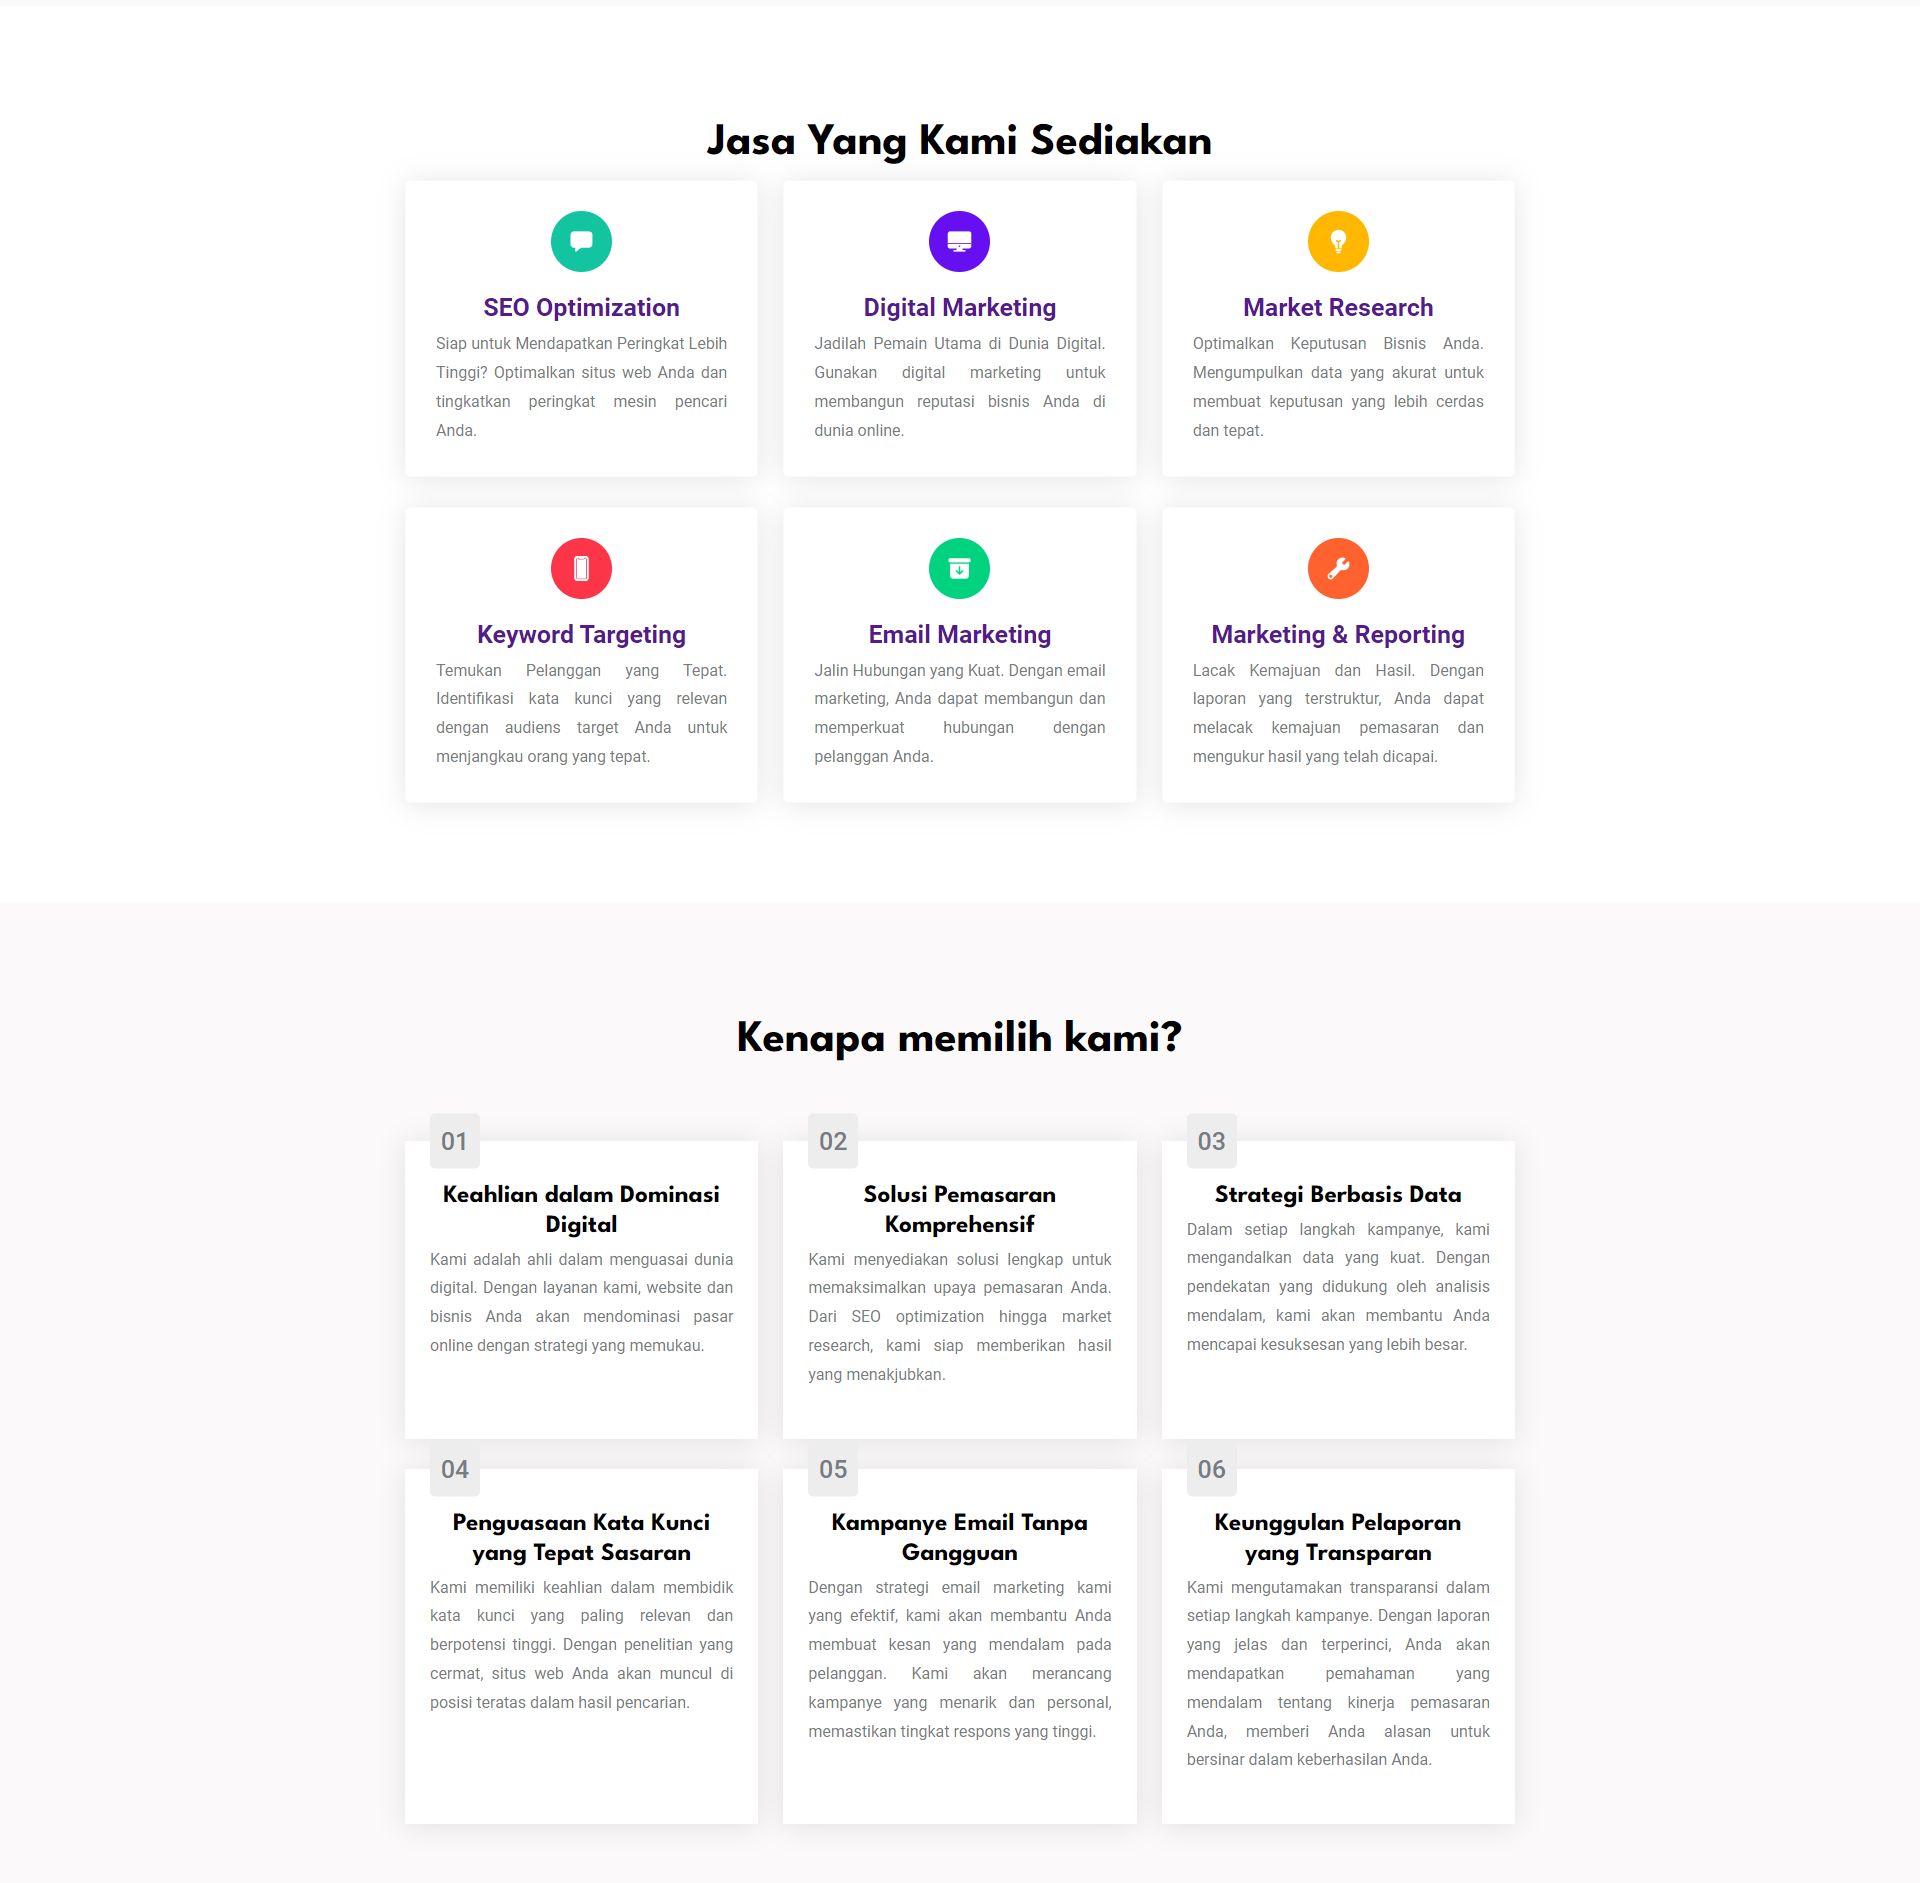 Jasa Yang Kami Sediakan
SEO Optimization
Siap untuk Mendapatkan Peringkat Lebih
Tinggi? Optimalkan situs web Anda dan
tingkatkan peringkat mesin pencari
Anda.
Digital Marketing
Jadilah Pemain Utama di Dunia Digital.
Gunakan digital marketing untuk
membangun reputasi bisnis Anda di
dunia online.
Market Research
Optimalkan Keputusan Bisnis Anda.
Mengumpulkan data yang akurat untuk
membuat keputusan yang lebih cerdas
dan tepat.
Keyword Targeting
Temukan Pelanggan yang Tepat.
Identifikasi kata kunci yang relevan
dengan audiens target Anda untuk
menjangkau orang yang tepat.
Email Marketing
Jalin Hubungan yang Kuat. Dengan email
marketing, Anda dapat membangun dan
memperkuat hubungan dengan
pelanggan Anda.
Marketing & Reporting
Lacak Kemajuan dan Hasil. Dengan
laporan yang terstruktur, Anda dapat
melacak kemajuan pemasaran dan
mengukur hasil yang telah dicapai.
Kenapa memilih kami?
01
Keahlian dalam Dominasi
Digital
Kami adalah ahli dalam menguasai dunia
digital. Dengan layanan kami, website dan
bisnis Anda akan mendominasi pasar
online dengan strategi yang memukau.
02
Solusi Pemasaran
Komprehensif
Kami menyediakan solusi lengkap untuk
memaksimalkan upaya pemasaran Anda.
Dari SEO optimization hingga market
research, kami siap memberikan hasil
yang menakjubkan.
03
Strategi Berbasis Data
Dalam setiap langkah kampanye, kami
mengandalkan data yang kuat. Dengan
pendekatan yang didukung oleh analisis
mendalam, kami akan membantu Anda
mencapai kesuksesan yang lebih besar.
04
Penguasaan Kata Kunci
yang Tepat Sasaran
Kami memiliki keahlian dalam membidik
kata kunci yang paling relevan dan
berpotensi tinggi. Dengan penelitian yang
cermat, situs web Anda akan muncul di
posisi teratas dalam hasil pencarian.
05
Kampanye Email Tanpa
Gangguan
Dengan strategi email marketing kami
yang efektif, kami akan membantu Anda
membuat kesan yang mendalam pada
pelanggan. Kami akan merancang
kampanye yang menarik dan personal,
memastikan tingkat respons yang tinggi.
06
Keunggulan Pelaporan
yang Transparan
Kami mengutamakan transparansi dalam
setiap langkah kampanye. Dengan laporan
yang jelas dan terperinci, Anda akan
mendapatkan pemahaman yang
mendalam tentang kinerja pemasaran
Anda, memberi Anda alasan untuk
bersinar dalam keberhasilan Anda.